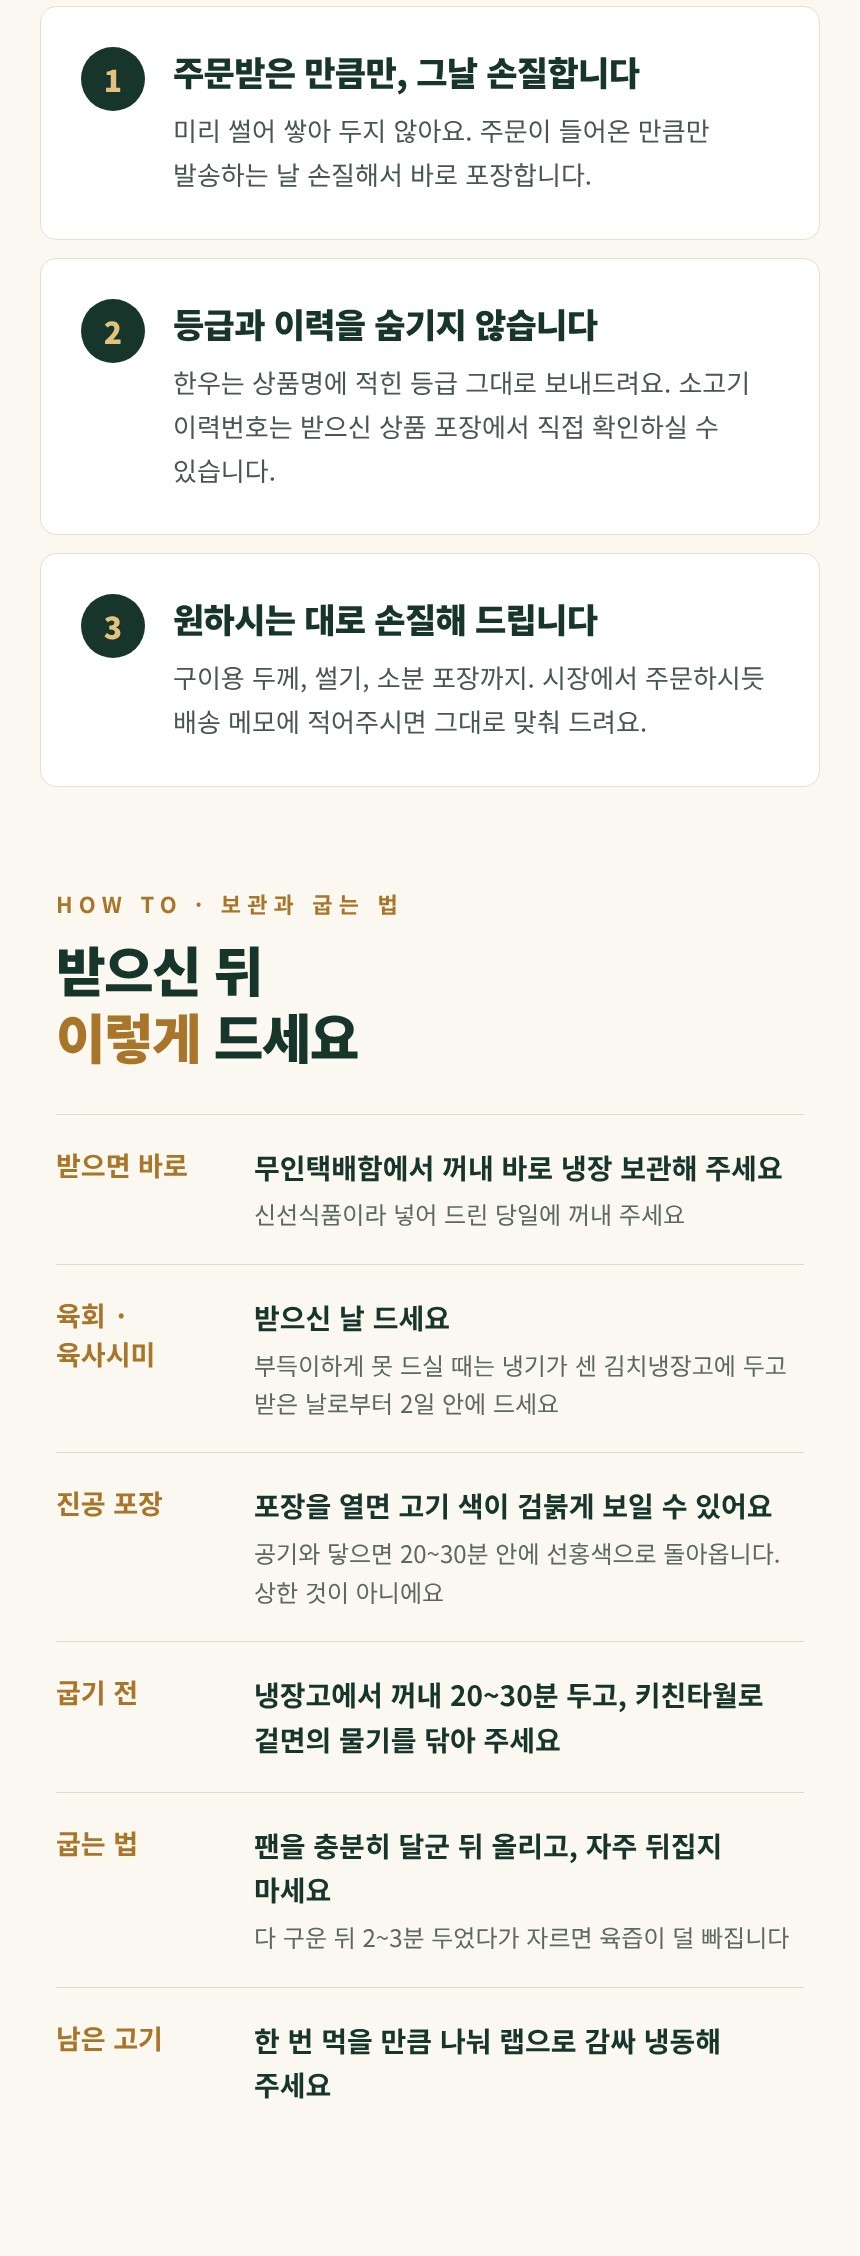 1
주문받은 만큼만, 그날 손질합니다
미리 썰어 쌓아 두지 않아요. 주문이 들어온 만큼만
발송하는 날 손질해서 바로 포장합니다.
2
등급과 이력을 숨기지 않습니다
한우는 상품명에 적힌 등급 그대로 보내드려요. 소고기
이력번호는 받으신 상품 포장에서 직접 확인하실 수
있습니다.
3
원하시는 대로 손질해 드립니다
구이용 두께, 썰기, 소분 포장까지. 시장에서 주문하시듯
배송 메모에 적어주시면 그대로 맞춰 드려요.
HOW TO · 보관과 굽는 법
받으신 뒤
이렇게 드세요
받으면 바로
무인택배함에서 꺼내 바로 냉장 보관해 주세요
신선식품이라 넣어 드린 당일에 꺼내 주세요
육회 ·
육사시미
받으신 날 드세요
부득이하게 못 드실 때는 냉기가 센 김치냉장고에 두고
받은 날로부터 2일 안에 드세요
진공 포장
포장을 열면 고기 색이 검붉게 보일 수 있어요
공기와 닿으면 20~30분 안에 선홍색으로 돌아옵니다.
상한 것이 아니에요
굽기 전
냉장고에서 꺼내 20~30분 두고, 키친타월로
겉면의 물기를 닦아 주세요
굽는 법
팬을 충분히 달군 뒤 올리고, 자주 뒤집지
마세요
다 구운 뒤 2~3분 두었다가 자르면 육즙이 덜 빠집니다
남은 고기
한 번 먹을 만큼 나눠 랩으로 감싸 냉동해
주세요